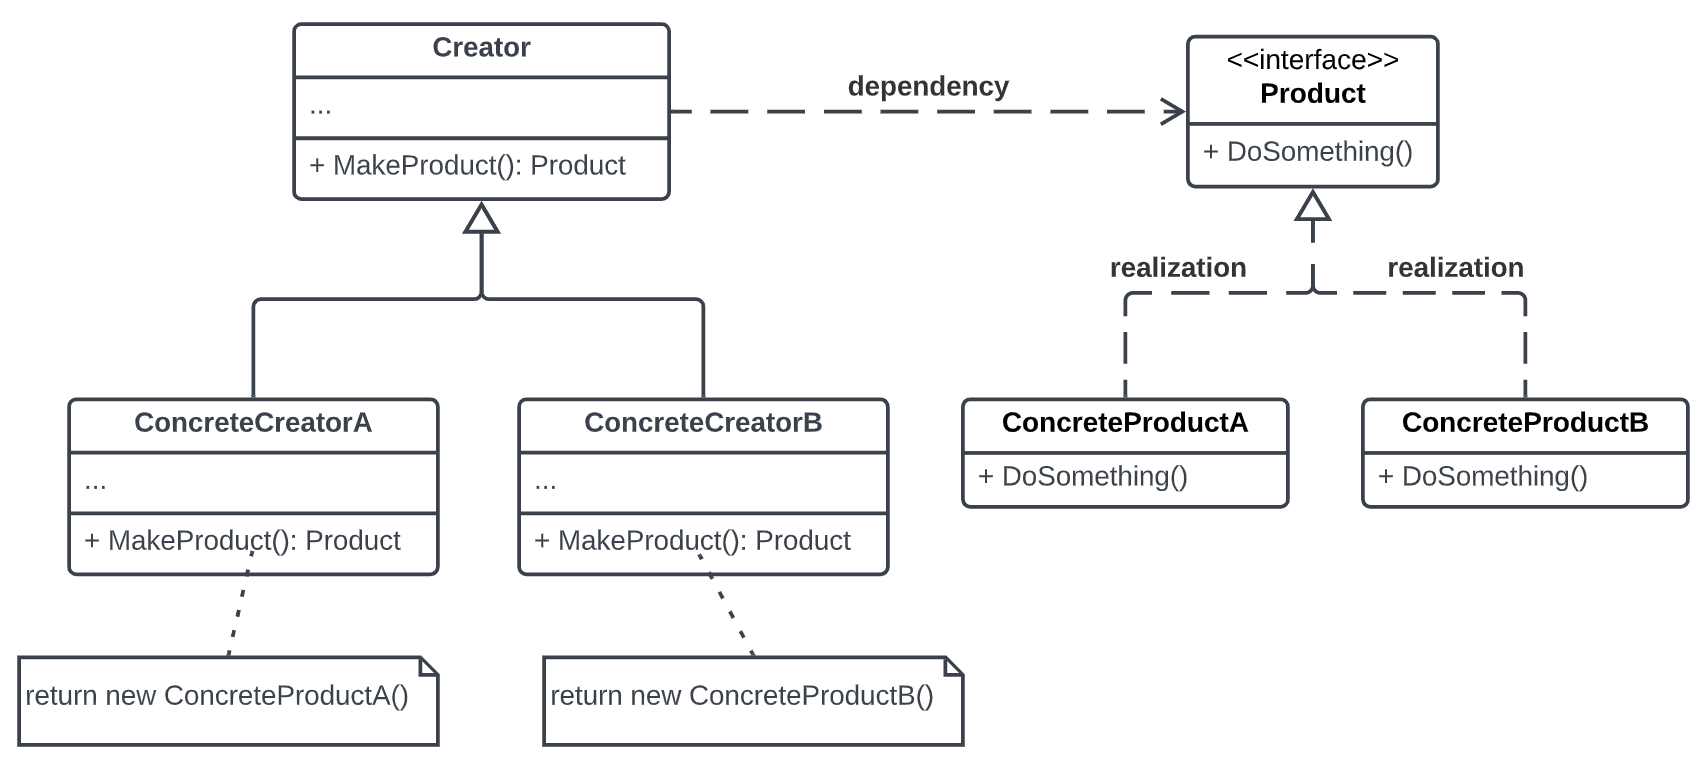 Creator
...
+ MakeProduct(): Product
dependency
<<interface>>
Product
+ DoSomething()
realization
realization
ConcreteCreatorA
...
+ MakeProduct(): Product
ConcreteCreatorB
...
+ MakeProduct(): Product
ConcreteProductA
+ DoSomething()
ConcreteProductB
+ DoSomething()
return new ConcreteProductA()
return new ConcreteProductB()